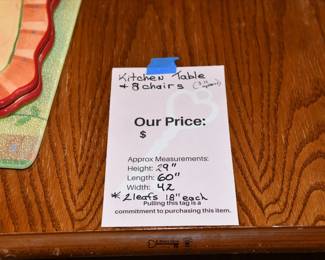 Kitchen Table
+ 8 chairs
Our Price:
$
Approx Measurements:
Height: 29"
Length: 60"
Width: 42
* 2 leafs 18" each
Pulling this tag is a
commitment to purchasing this item.